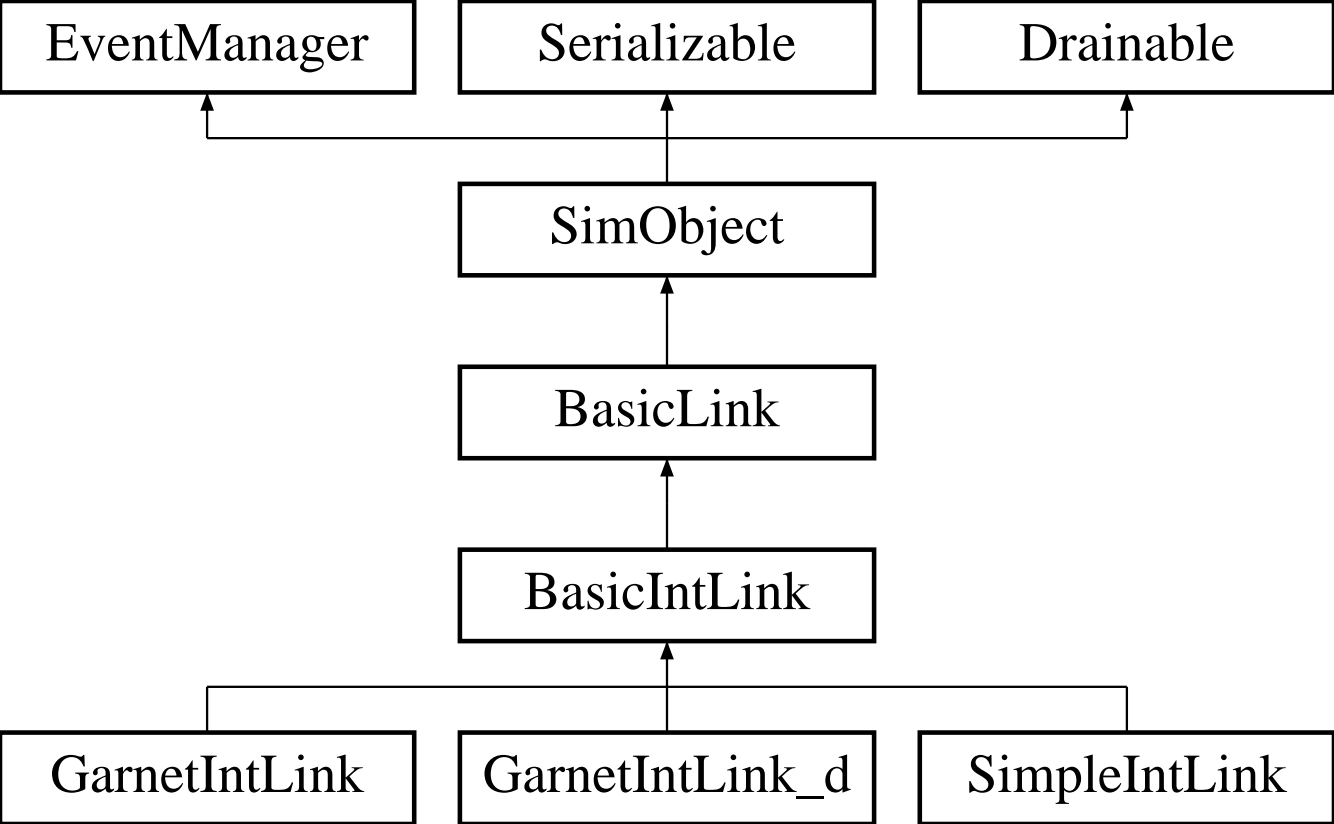 EventManager
Serializable
Drainable
SimObject
BasicLink
BasicIntLink
GarnetIntLink
GarnetIntLink_d
SimpleIntLink